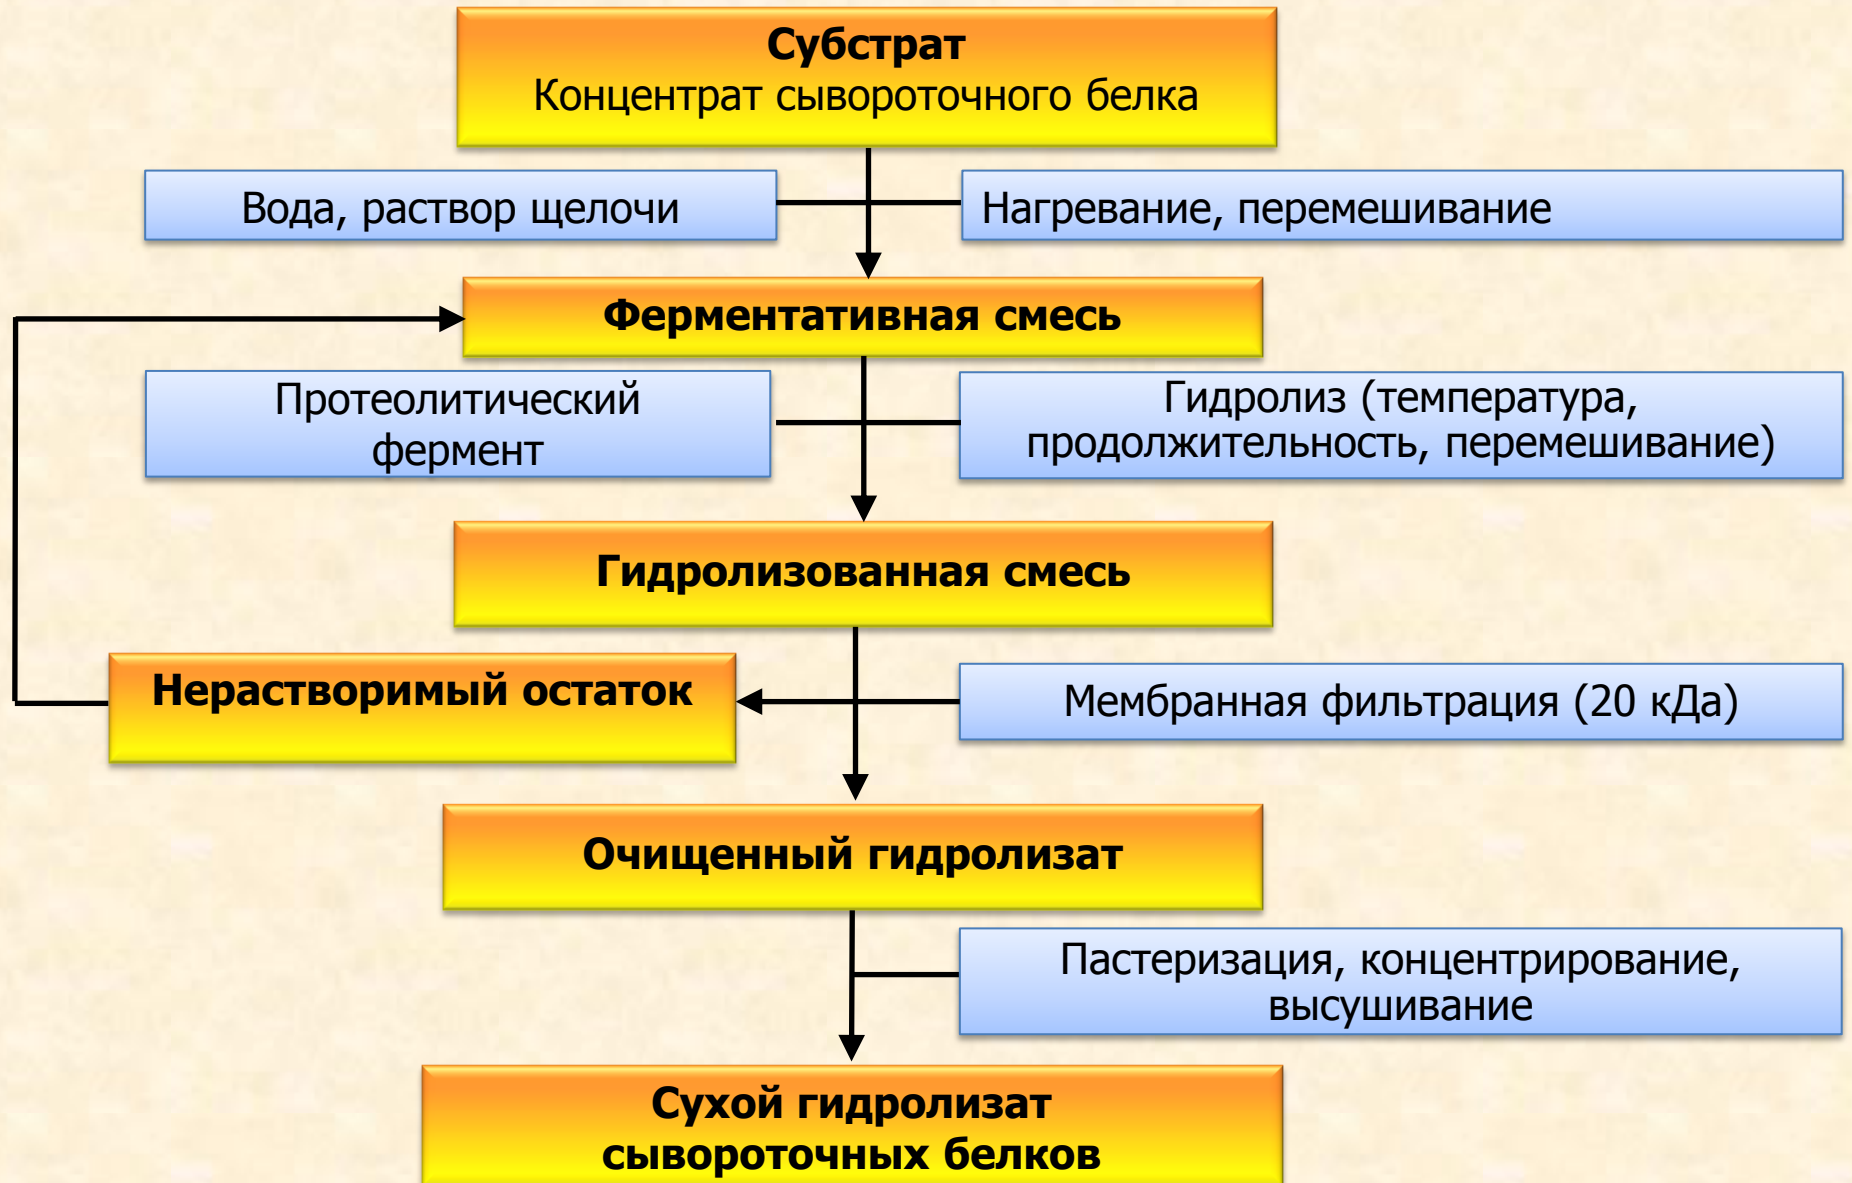 Субстрат
Концентрат сывороточного белка
Вода, раствор щелочи
Нагревание, перемешивание
Ферментативная смесь
Протеолитический
фермент
Гидролиз (температура,
продолжительность, перемешивание)
Гидролизованная смесь
Нерастворимый остаток
Мембранная фильтрация (20 кДа)
Очищенный гидролизат
Пастеризация, концентрирование,
высушивание
Сухой гидролизат
сывороточных белков